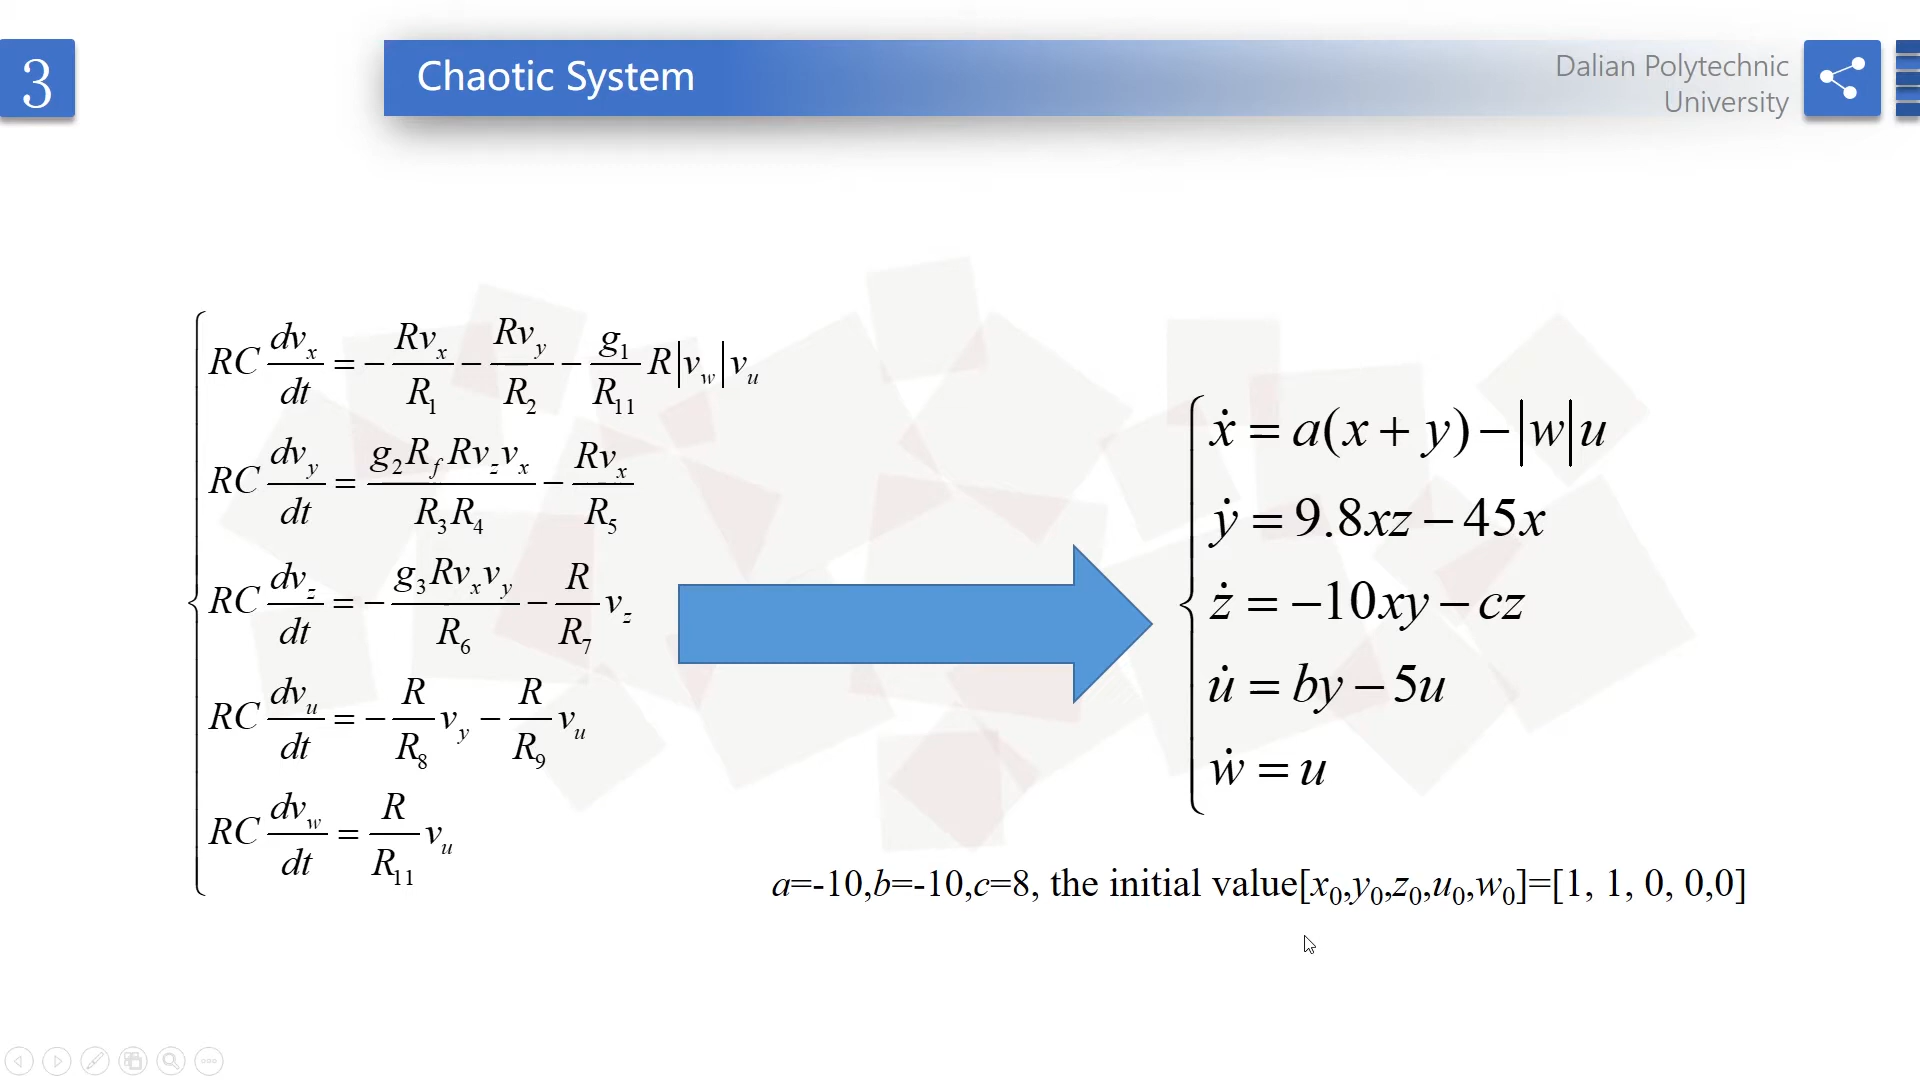 3
Chaotic System
Dalian Polytechnic
University
RC dv_x/dt = − Rv_x/R_1 − Rv_y/R_2 − g_1/R_11 R|v_w|v_u
RC dv_y/dt = g_2R_f Rv_zv_x/R_3R_4 − Rv_x/R_5
RC dv_z/dt = − g_3Rv_xv_y/R_6 − R/R_7 v_z
RC dv_u/dt = − R/R_8 v_y − R/R_9 v_u
RC dv_w/dt = R/R_11 v_u
ẋ = a(x + y) − |w|u
ẏ = 9.8xz − 45x
ż = −10xy − cz
u̇ = by − 5u
ẇ = u
a=-10,b=-10,c=8, the initial value[x_0,y_0,z_0,u_0,w_0]=[1, 1, 0, 0,0]